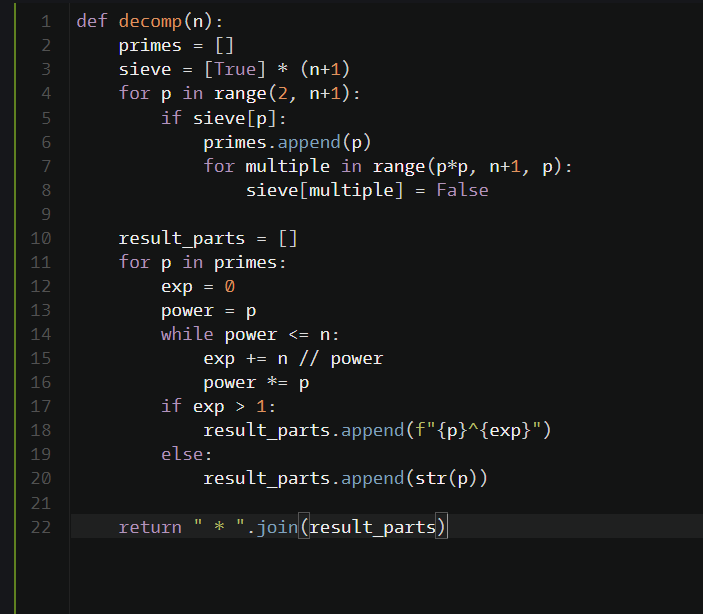 1 def decomp(n):
2     primes = []
3     sieve = [True] * (n+1)
4     for p in range(2, n+1):
5         if sieve[p]:
6             primes.append(p)
7             for multiple in range(p*p, n+1, p):
8                 sieve[multiple] = False
9
10     result_parts = []
11     for p in primes:
12         exp = 0
13         power = p
14         while power <= n:
15             exp += n // power
16             power *= p
17         if exp > 1:
18             result_parts.append(f"{p}^{exp}")
19         else:
20             result_parts.append(str(p))
21
22     return " * ".join(result_parts)